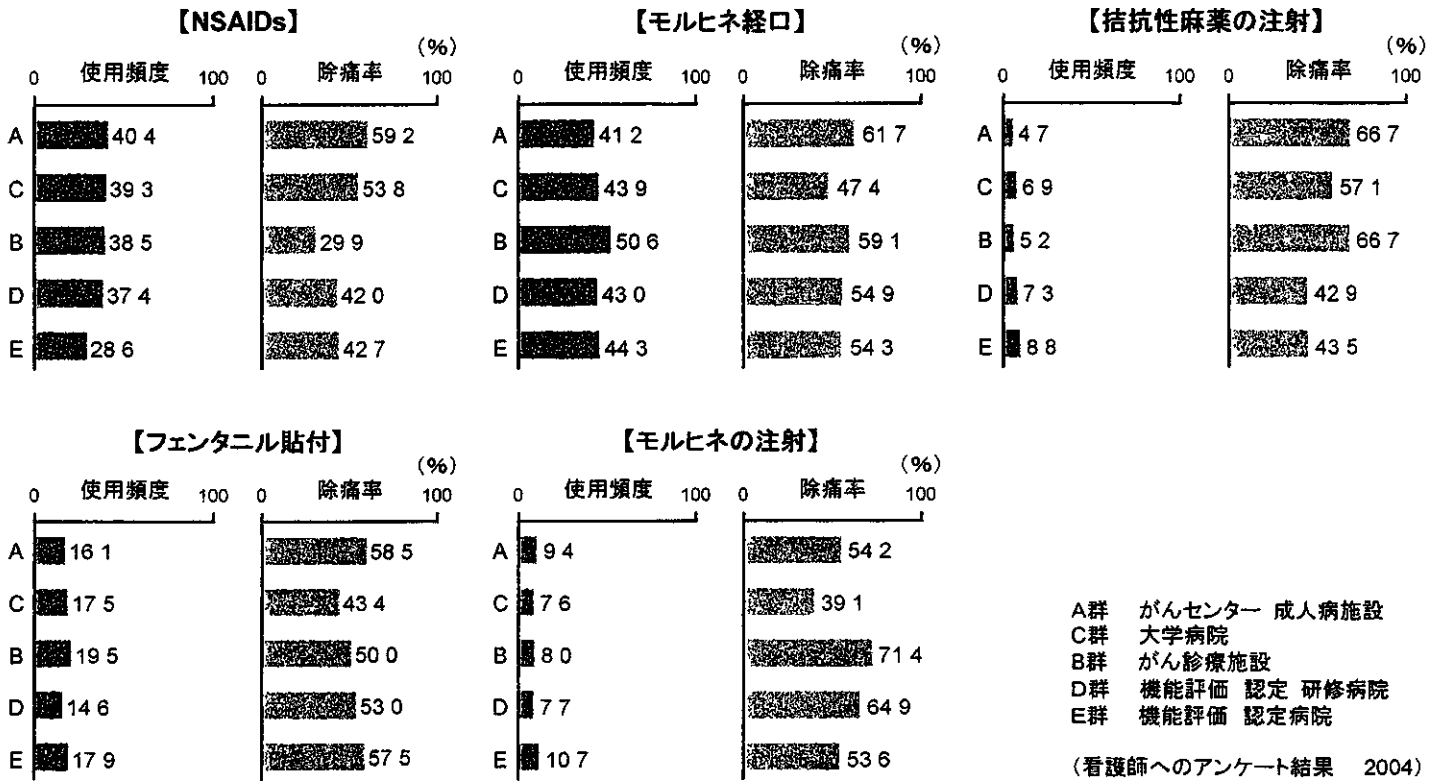 【NSAIDs】
(%)
0 使用頻度 100 0 除痛率 100
A 40 4 59 2
C 39 3 53 8
B 38 5 29 9
D 37 4 42 0
E 28 6 42 7
【モルヒネ経口】
(%)
0 使用頻度 100 0 除痛率 100
A 41 2 61 7
C 43 9 47 4
B 50 6 59 1
D 43 0 54 9
E 44 3 54 3
【拮抗性麻薬の注射】
(%)
0 使用頻度 100 0 除痛率 100
A 4 7 66 7
C 6 9 57 1
B 5 2 66 7
D 7 3 42 9
E 8 8 43 5
【フェンタニル貼付】
(%)
0 使用頻度 100 0 除痛率 100
A 16 1 58 5
C 17 5 43 4
B 19 5 50 0
D 14 6 53 0
E 17 9 57 5
【モルヒネの注射】
(%)
0 使用頻度 100 0 除痛率 100
A 9 4 54 2
C 7 6 39 1
B 8 0 71 4
D 7 7 64 9
E 10 7 53 6
A群 がんセンター 成人病施設
C群 大学病院
B群 がん診療施設
D群 機能評価 認定 研修病院
E群 機能評価 認定病院
(看護師へのアンケート結果 2004)